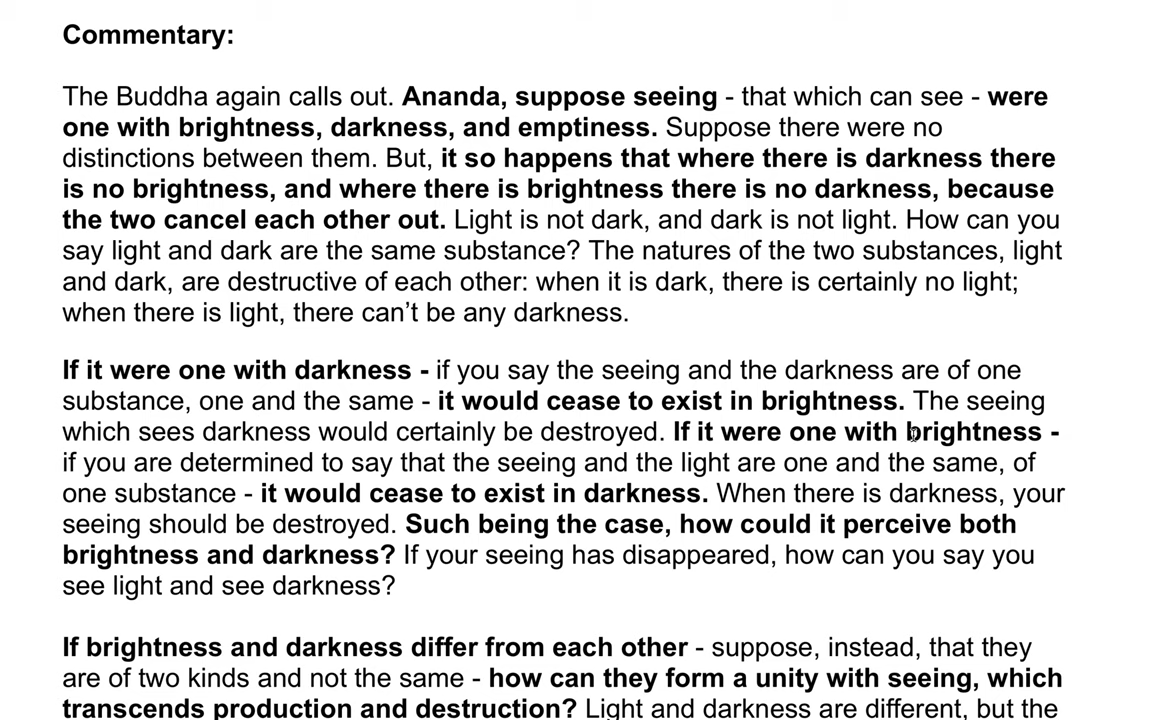 Commentary:
The Buddha again calls out. Ananda, suppose seeing - that which can see - were
one with brightness, darkness, and emptiness. Suppose there were no
distinctions between them. But, it so happens that where there is darkness there
is no brightness, and where there is brightness there is no darkness, because
the two cancel each other out. Light is not dark, and dark is not light. How can you
say light and dark are the same substance? The natures of the two substances, light
and dark, are destructive of each other: when it is dark, there is certainly no light;
when there is light, there can’t be any darkness.
If it were one with darkness - if you say the seeing and the darkness are of one
substance, one and the same - it would cease to exist in brightness. The seeing
which sees darkness would certainly be destroyed. If it were one with brightness -
if you are determined to say that the seeing and the light are one and the same, of
one substance - it would cease to exist in darkness. When there is darkness, your
seeing should be destroyed. Such being the case, how could it perceive both
brightness and darkness? If your seeing has disappeared, how can you say you
see light and see darkness?
If brightness and darkness differ from each other - suppose, instead, that they
are of two kinds and not the same - how can they form a unity with seeing, which
transcends production and destruction? Light and darkness are different, but the